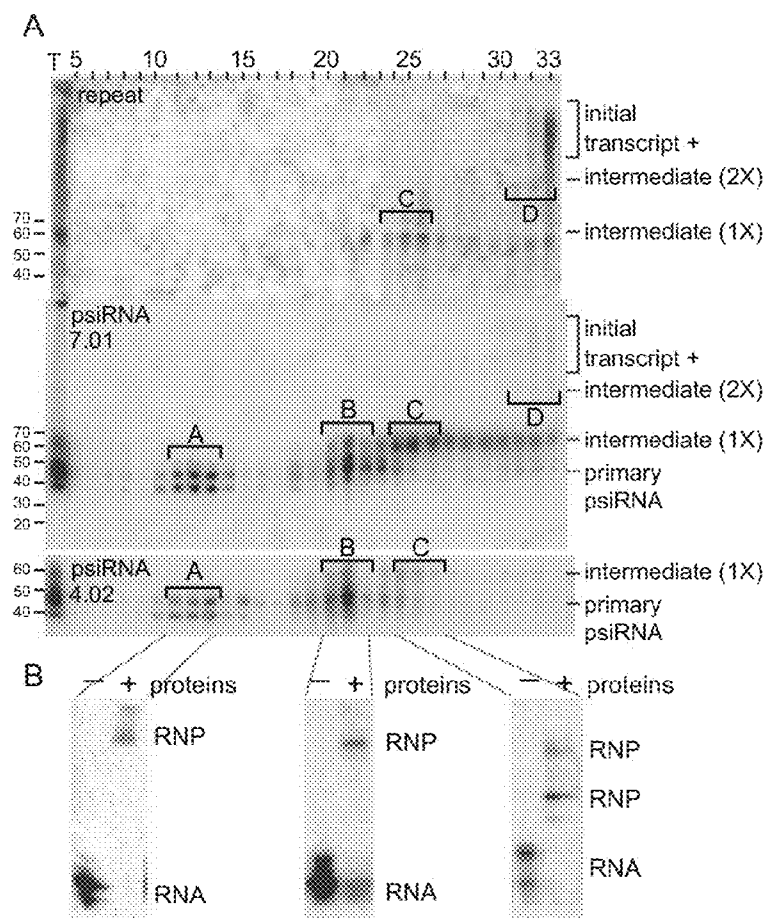 A
T 5 10 15 20 25 30 33
repeat
initial
transcript +
intermediate (2X)
D
C
70
60
50
40
intermediate (1X)
psiRNA
7.01
initial
transcript +
intermediate (2X)
D
A
B
C
70
60
50
40
30
20
intermediate (1X)
primary
psiRNA
psiRNA
4.02
A
B
C
60
50
40
intermediate (1X)
primary
psiRNA
B
– + proteins
RNP
RNA
– + proteins
RNP
RNA
– + proteins
RNP
RNP
RNA